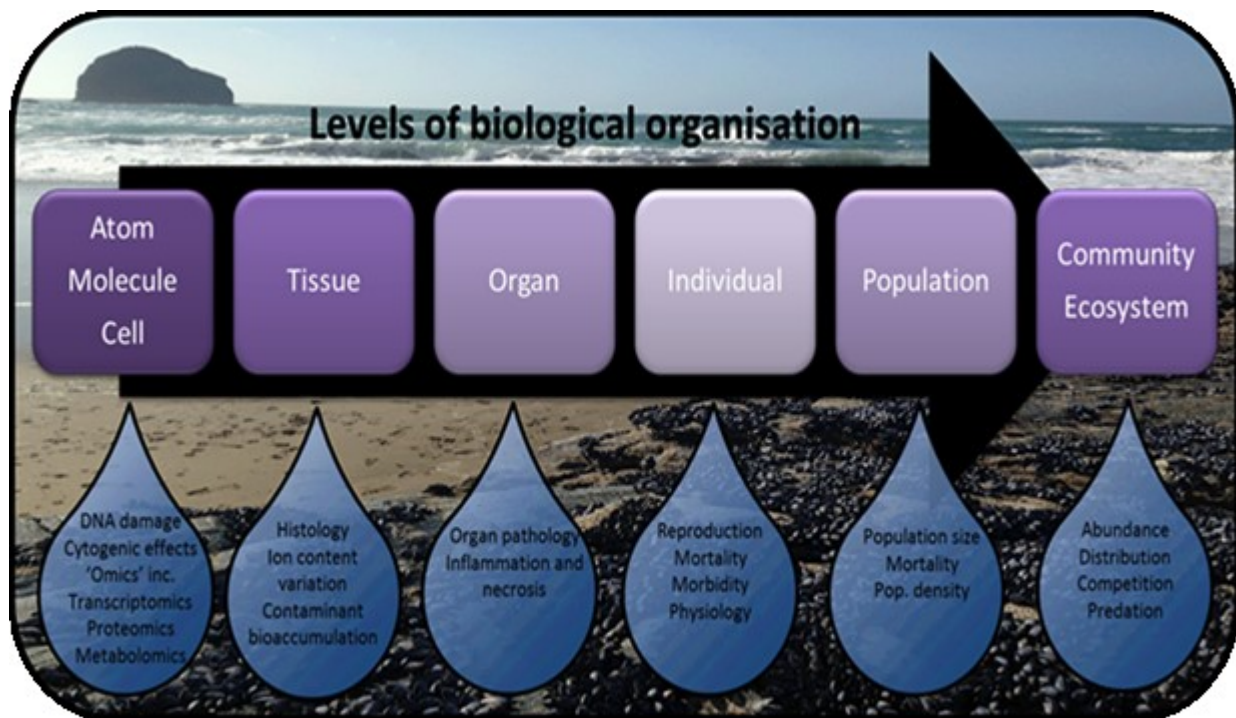 Levels of biological organisation
Atom
Molecule
Cell
Tissue
Organ
Individual
Population
Community
Ecosystem
DNA damage
Cytogenic effects
'Omics' inc.
Transcriptomics
Proteomics
Metabolomics
Histology
Ion content
variation
Contaminant
bioaccumulation
Organ pathology
Inflammation and
necrosis
Reproduction
Mortality
Morbidity
Physiology
Population size
Mortality
Pop. density
Abundance
Distribution
Competition
Predation